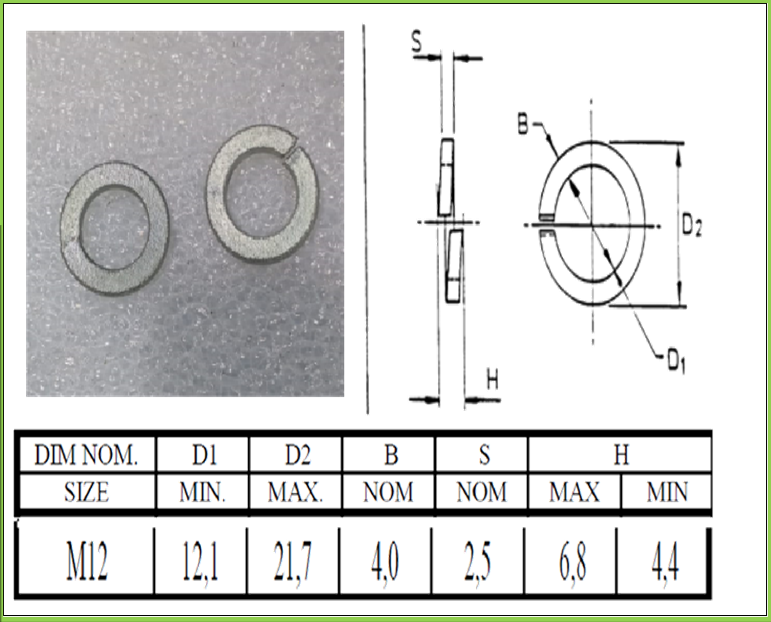 S
B
D2
H
D1
DIM NOM. D1 D2 B S H
SIZE MIN. MAX. NOM NOM MAX MIN
M12 12,1 21,7 4,0 2,5 6,8 4,4